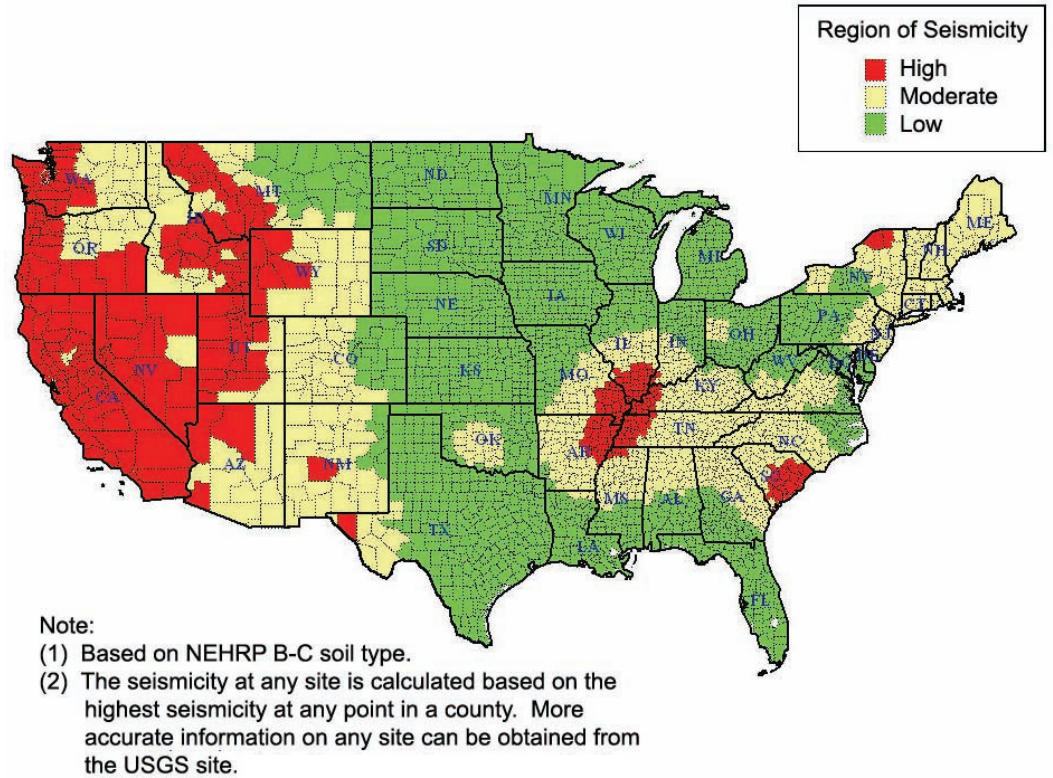 Region of Seismicity
High
Moderate
Low
WA
MT
ND
MN
ME
OR
ID
WY
SD
WI
MI
NY
NH
NE
IA
CT
PA
NJ
NV
UT
CO
KS
MO
IL
IN
OH
WV
KY
CA
AZ
NM
OK
AR
TN
NC
SC
TX
LA
MS
AL
GA
FL
Note:
(1) Based on NEHRP B-C soil type.
(2) The seismicity at any site is calculated based on the
highest seismicity at any point in a county. More
accurate information on any site can be obtained from
the USGS site.